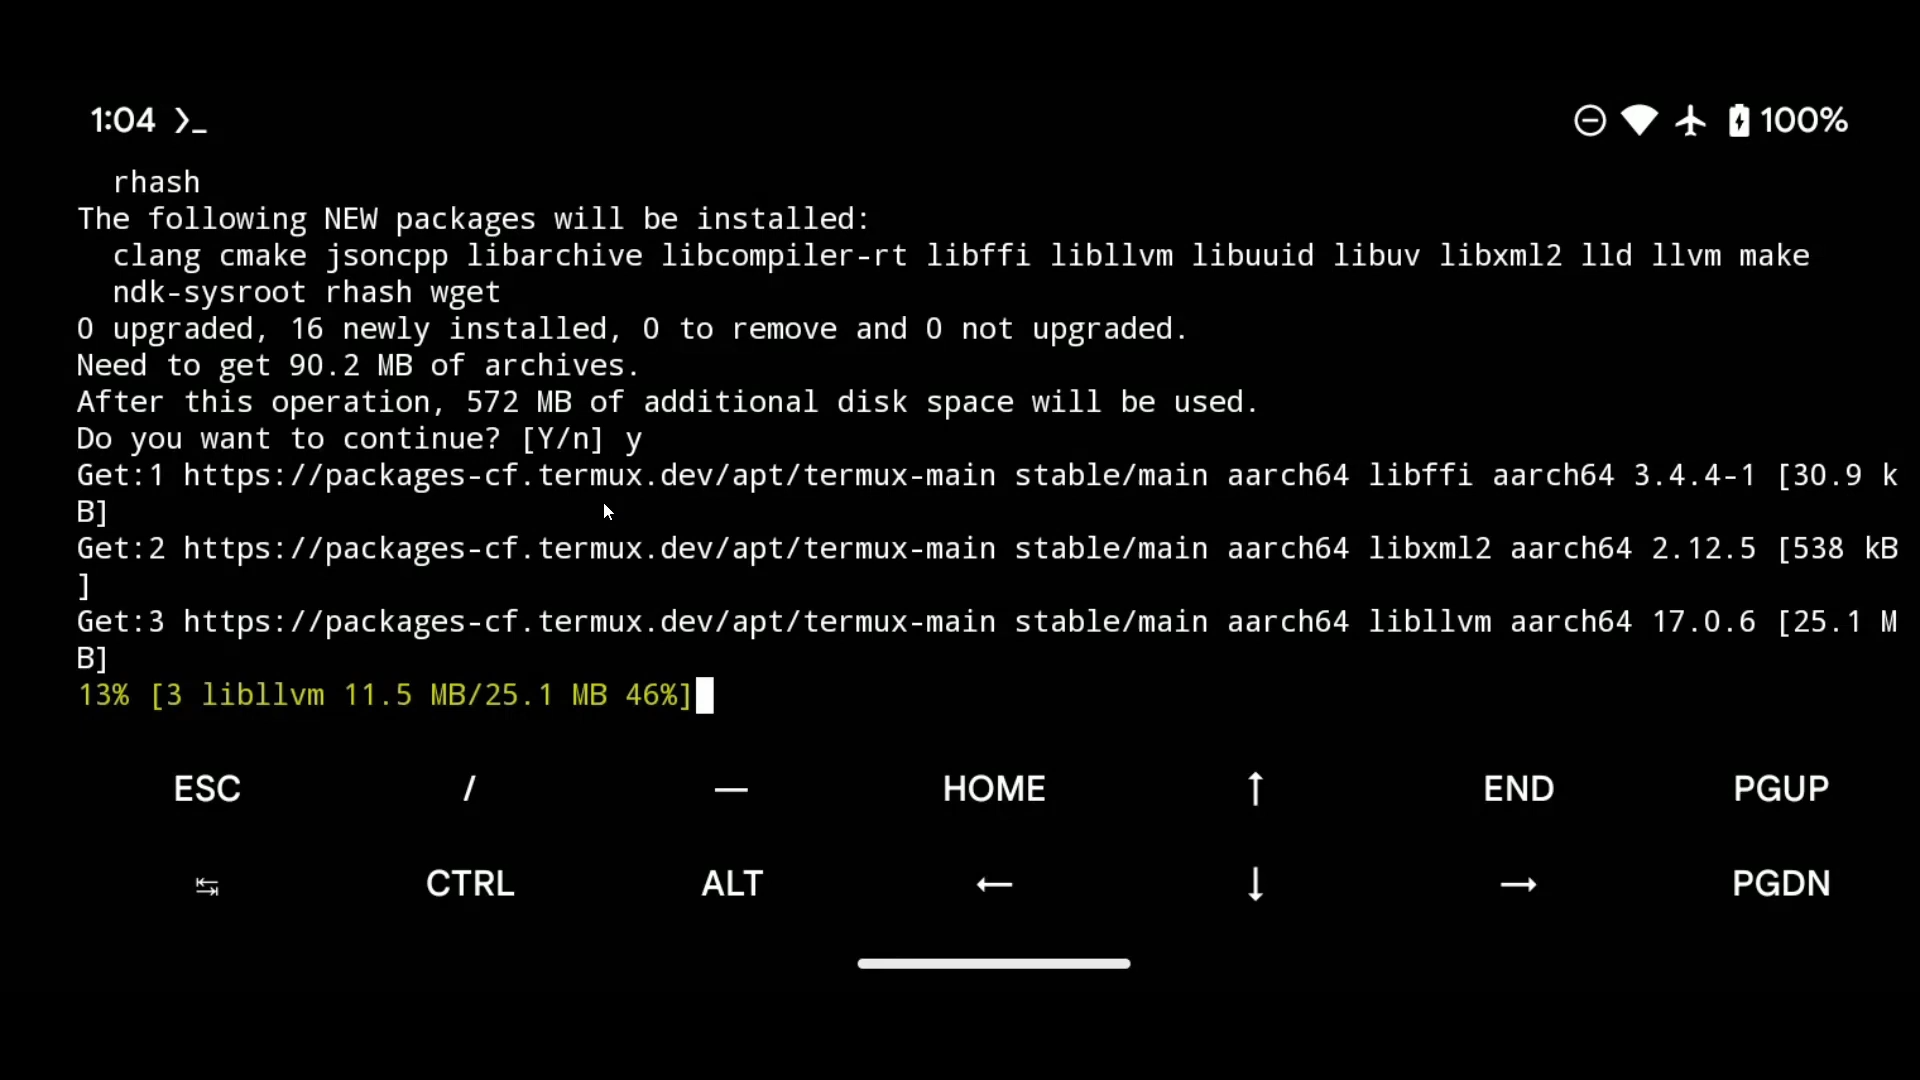 1:04 ❯_ 100%
rhash
The following NEW packages will be installed:
clang cmake jsoncpp libarchive libcompiler-rt libffi libllvm libuuid libuv libxml2 lld llvm make
ndk-sysroot rhash wget
0 upgraded, 16 newly installed, 0 to remove and 0 not upgraded.
Need to get 90.2 MB of archives.
After this operation, 572 MB of additional disk space will be used.
Do you want to continue? [Y/n] y
Get:1 https://packages-cf.termux.dev/apt/termux-main stable/main aarch64 libffi aarch64 3.4.4-1 [30.9 k
B]
Get:2 https://packages-cf.termux.dev/apt/termux-main stable/main aarch64 libxml2 aarch64 2.12.5 [538 kB
]
Get:3 https://packages-cf.termux.dev/apt/termux-main stable/main aarch64 libllvm aarch64 17.0.6 [25.1 M
B]
13% [3 libllvm 11.5 MB/25.1 MB 46%]
ESC / — HOME ↑ END PGUP
↹ CTRL ALT ← ↓ → PGDN